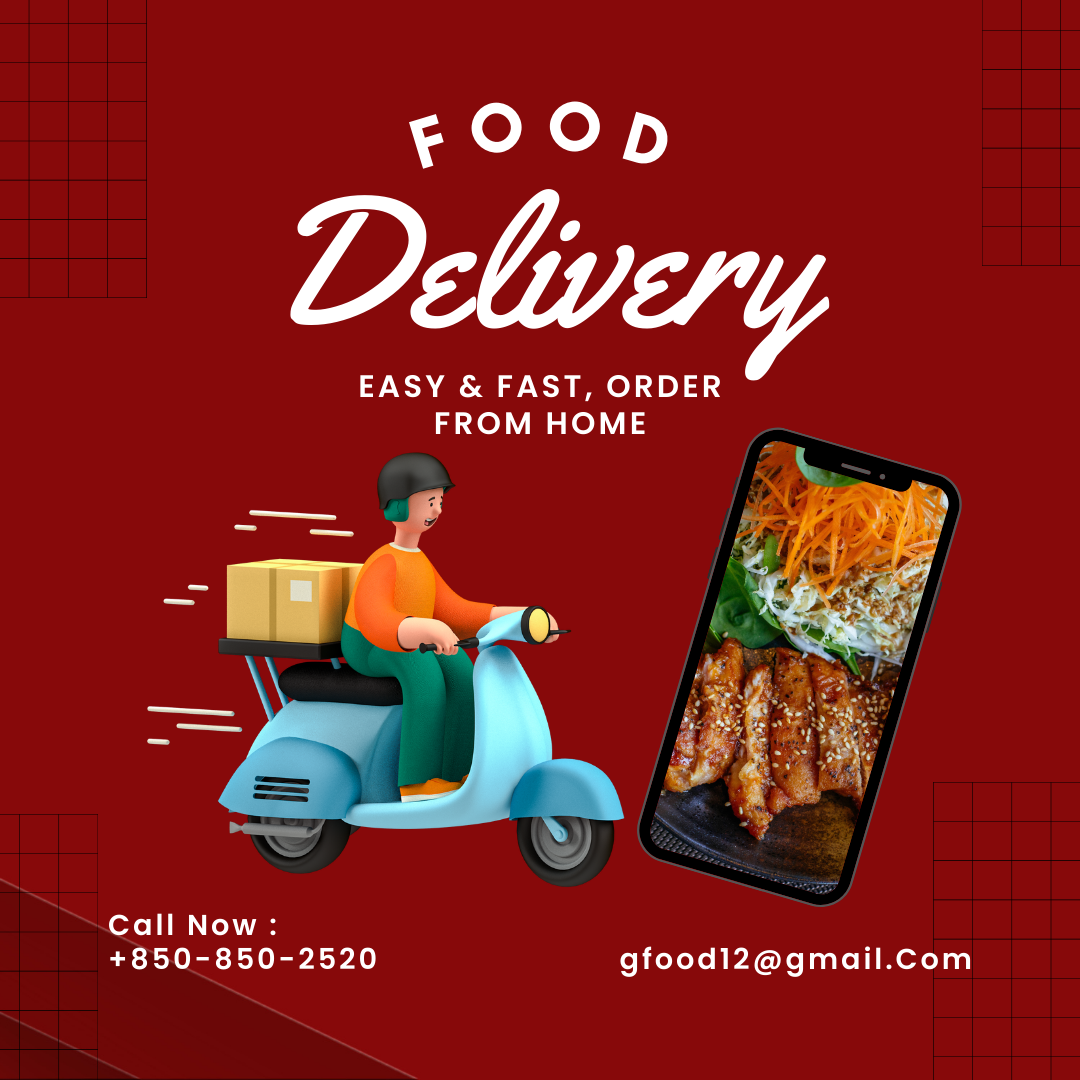 FOOD
Delivery
EASY & FAST, ORDER
FROM HOME
Call Now :
+850-850-2520
gfood12@gmail.Com